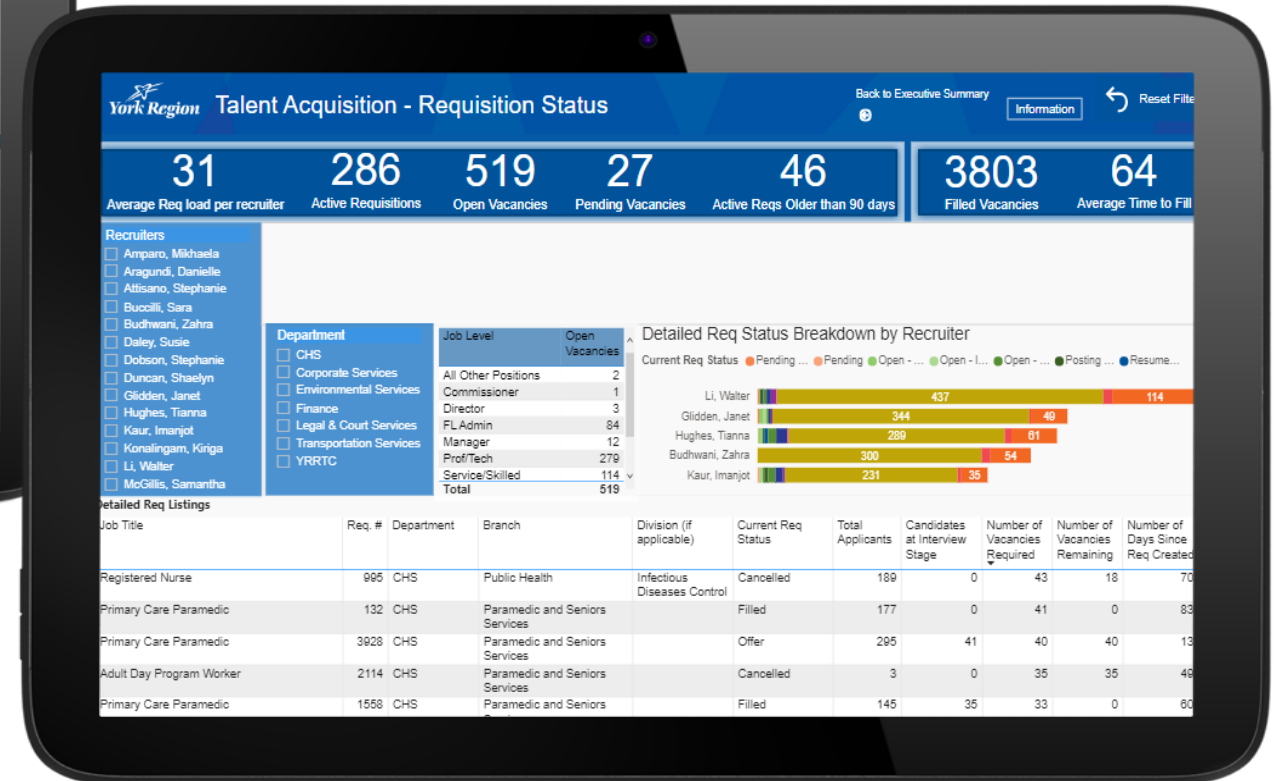 York Region Talent Acquisition - Requisition Status
Back to Executive Summary
Information
Reset Filte
31
Average Req load per recruiter
286
Active Requisitions
519
Open Vacancies
27
Pending Vacancies
46
Active Reqs Older than 90 days
3803
Filled Vacancies
64
Average Time to Fill
Recruiters
Amparo, Mikhaela
Aragundi, Danielle
Attisano, Stephanie
Buccilli, Sara
Budhwani, Zahra
Daley, Susie
Dobson, Stephanie
Duncan, Shaelyn
Glidden, Janet
Hughes, Tianna
Kaur, Imanjot
Konalingam, Kiriga
Li, Walter
McGillis, Samantha
Department
CHS
Corporate Services
Environmental Services
Finance
Legal & Court Services
Transportation Services
YRRTC
Job Level Open Vacancies
All Other Positions 2
Commissioner 1
Director 3
FL Admin 84
Manager 12
Prof/Tech 279
Service/Skilled 114
Total 519
Detailed Req Status Breakdown by Recruiter
Current Req Status Pending ... Pending Open - ... Open - I... Open - ... Posting ... Resume...
Li, Walter 437 114
Glidden, Janet 344 49
Hughes, Tianna 289 61
Budhwani, Zahra 300 54
Kaur, Imanjot 231 35
Detailed Req Listings
Job Title Req. # Department Branch Division (if applicable) Current Req Status Total Applicants Candidates at Interview Stage Number of Vacancies Required Number of Vacancies Remaining Number of Days Since Req Created
Registered Nurse 995 CHS Public Health Infectious Diseases Control Cancelled 189 0 43 18 70
Primary Care Paramedic 132 CHS Paramedic and Seniors Services Filled 177 0 41 0 83
Primary Care Paramedic 3928 CHS Paramedic and Seniors Services Offer 295 41 40 40 13
Adult Day Program Worker 2114 CHS Paramedic and Seniors Services Cancelled 3 0 35 35 49
Primary Care Paramedic 1558 CHS Paramedic and Seniors Filled 145 35 33 0 60